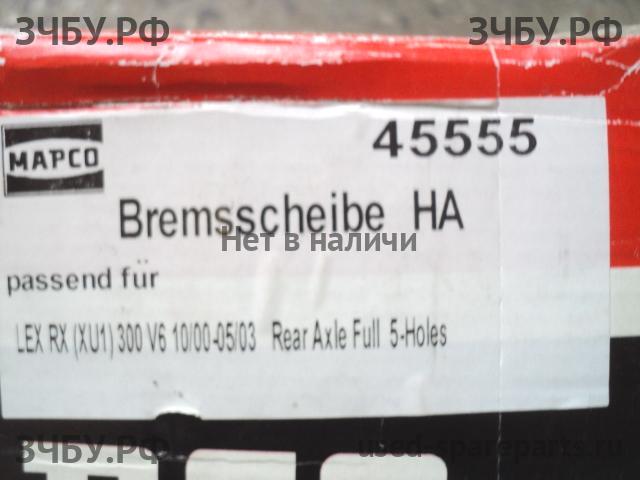 ЗЧБУ.РФ ЗЧБУ.РФ
45555
MAPCO
Bremsscheibe HA
Нет в наличи
passend für
LEX RX (XU1) 300 V6 10/00-05/03 Rear Axle Full 5-Holes
ЗЧБУ.РФ used-spareparts.ru